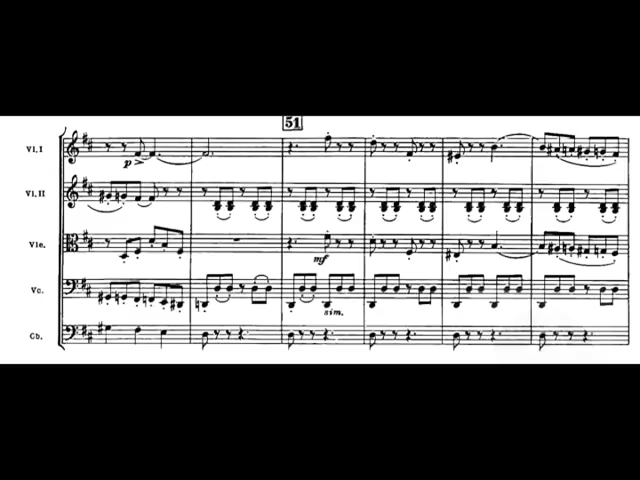 51
Vl. I
p
Vl. II
Vle.
mf
Vc.
sim.
Cb.